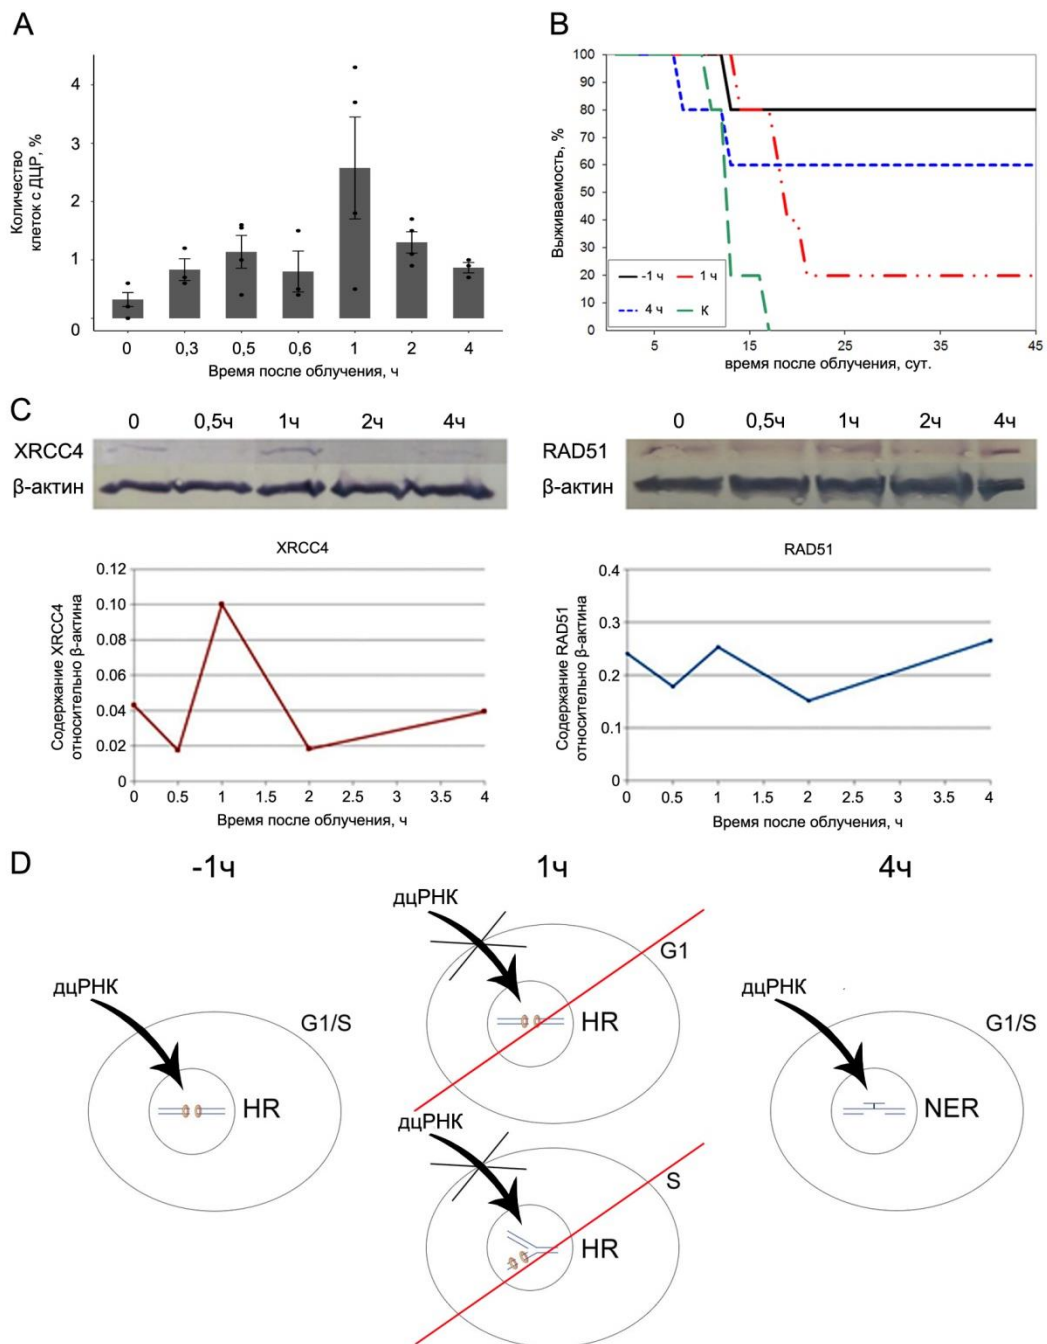 A
Количество
клеток с ДЦР, %
4
3
2
1
0
0 0,3 0,5 0,6 1 2 4
Время после облучения, ч
B
Выживаемость, %
100
90
80
70
60
50
40
30
20
10
0
-1 ч 1 ч
4 ч К
5 15 25 35 45
время после облучения, сут.
C
0 0,5ч 1ч 2ч 4ч
XRCC4
β-актин
0 0,5ч 1ч 2ч 4ч
RAD51
β-актин
XRCC4
Содержание XRCC4
относительно β-актина
0.12
0.10
0.08
0.06
0.04
0.02
0
0 0.5 1 1.5 2 2.5 3 3.5 4
Время после облучения, ч
RAD51
Содержание RAD51
относительно β-актина
0.4
0.3
0.2
0.1
0
0 0.5 1 1.5 2 2.5 3 3.5 4
Время после облучения, ч
D
-1ч
дцРНК
G1/S
HR
1ч
дцРНК
G1
HR
дцРНК
S
HR
4ч
дцРНК
G1/S
NER